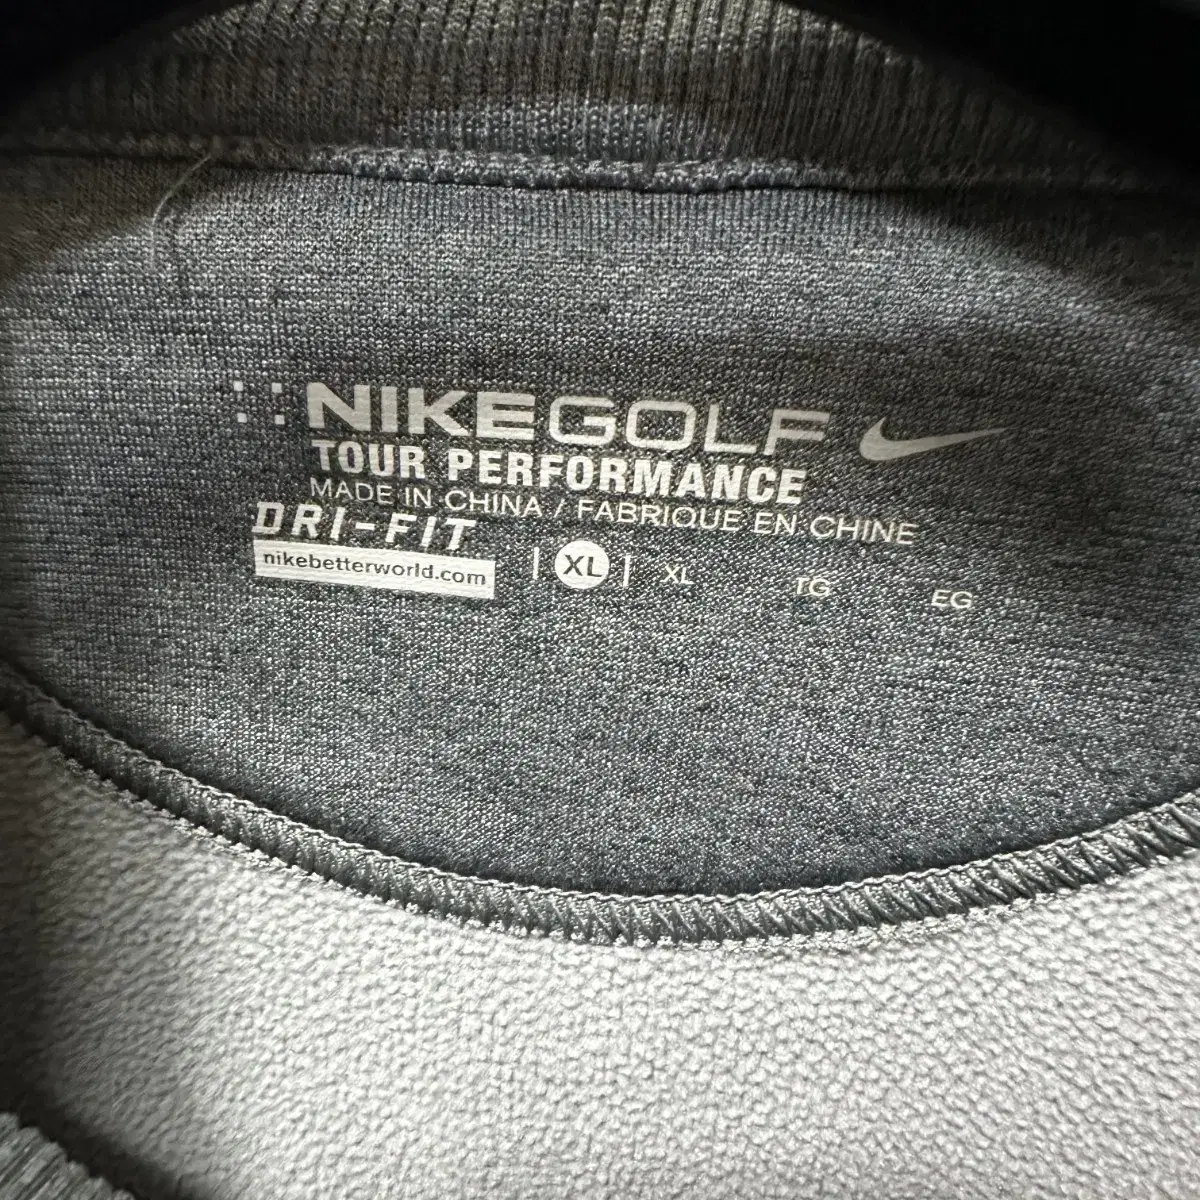 NIKEGOLF
TOUR PERFORMANCE
MADE IN CHINA / FABRIQUE EN CHINE
DRI-FIT
nikebetterworld.com
| XL | XL TG EG